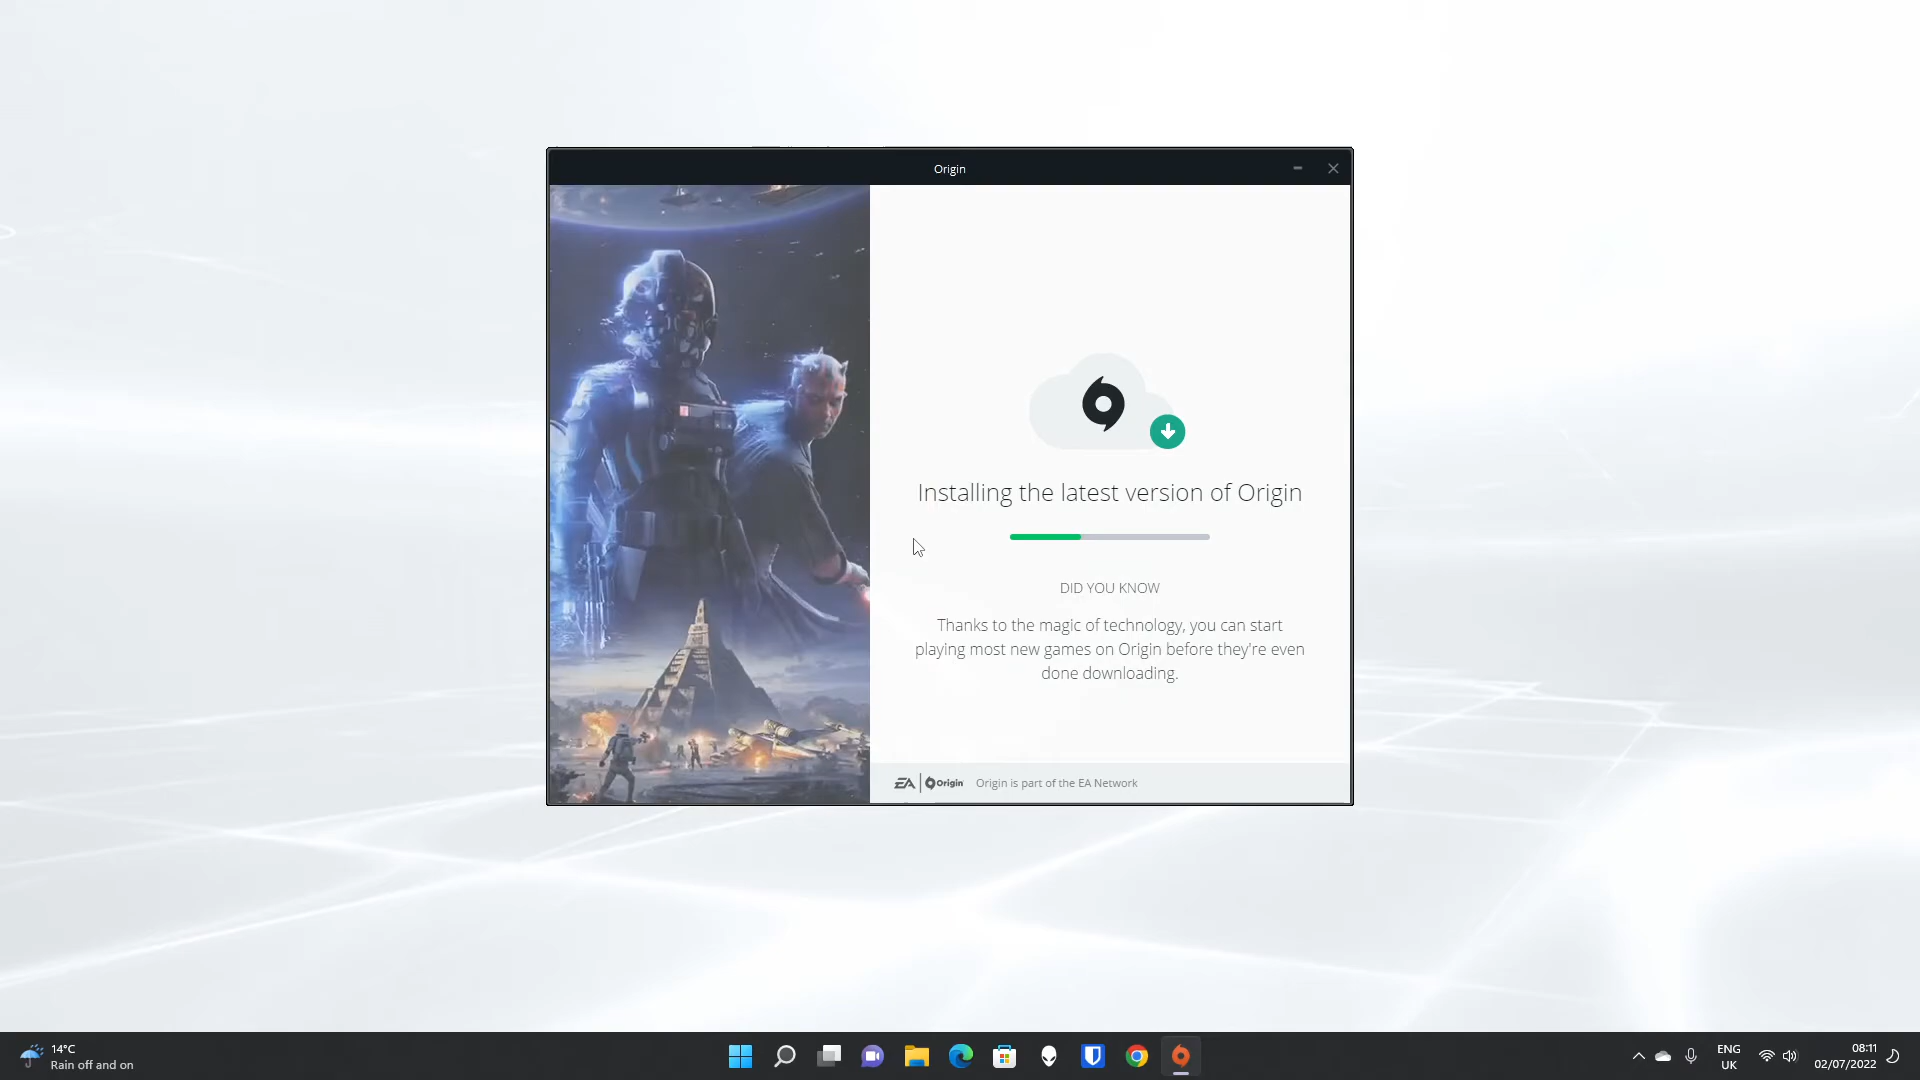 Origin
Installing the latest version of Origin
DID YOU KNOW
Thanks to the magic of technology, you can start
playing most new games on Origin before they're even
done downloading.
EA Origin Origin is part of the EA Network
14°C
Rain off and on
ENG
UK
08:11
02/07/2022